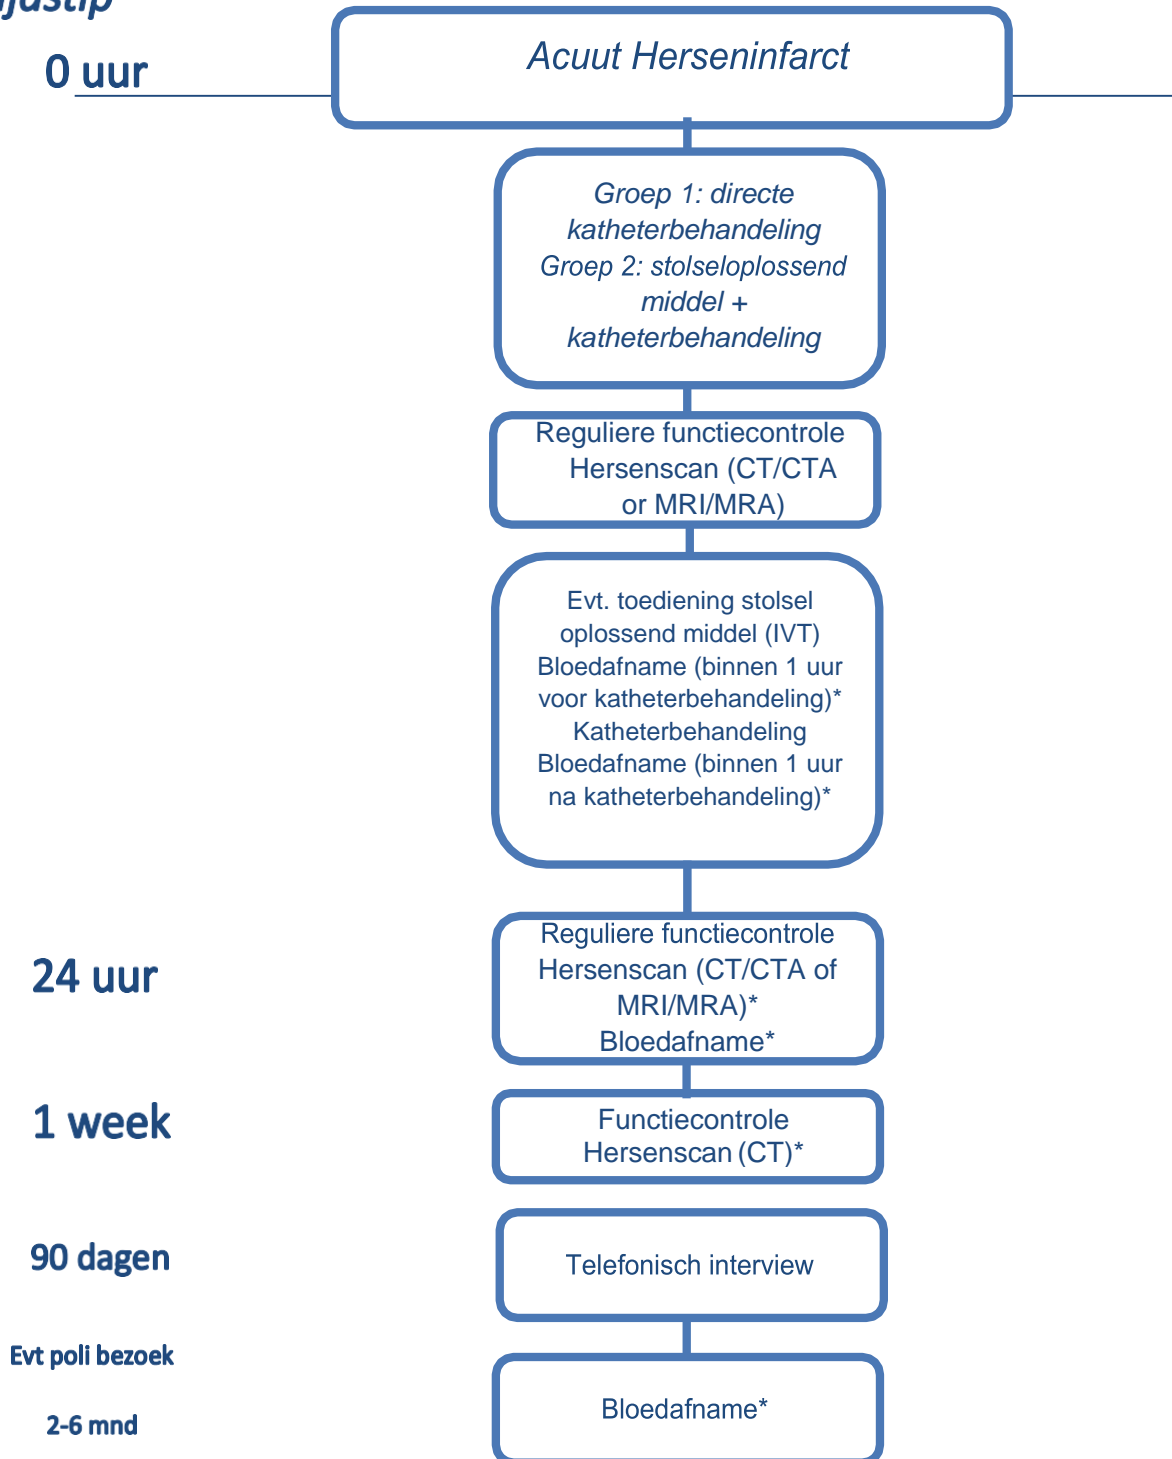 0 uur
Acuut Herseninfarct
Groep 1: directe
katheterbehandeling
Groep 2: stolseloplossend
middel +
katheterbehandeling
Reguliere functiecontrole
Hersenscan (CT/CTA
or MRI/MRA)
Evt. toediening stolsel
oplossend middel (IVT)
Bloedafname (binnen 1 uur
voor katheterbehandeling)*
Katheterbehandeling
Bloedafname (binnen 1 uur
na katheterbehandeling)*
24 uur
Reguliere functiecontrole
Hersenscan (CT/CTA of
MRI/MRA)*
Bloedafname*
1 week
Functiecontrole
Hersenscan (CT)*
90 dagen
Telefonisch interview
Evt poli bezoek
2-6 mnd
Bloedafname*